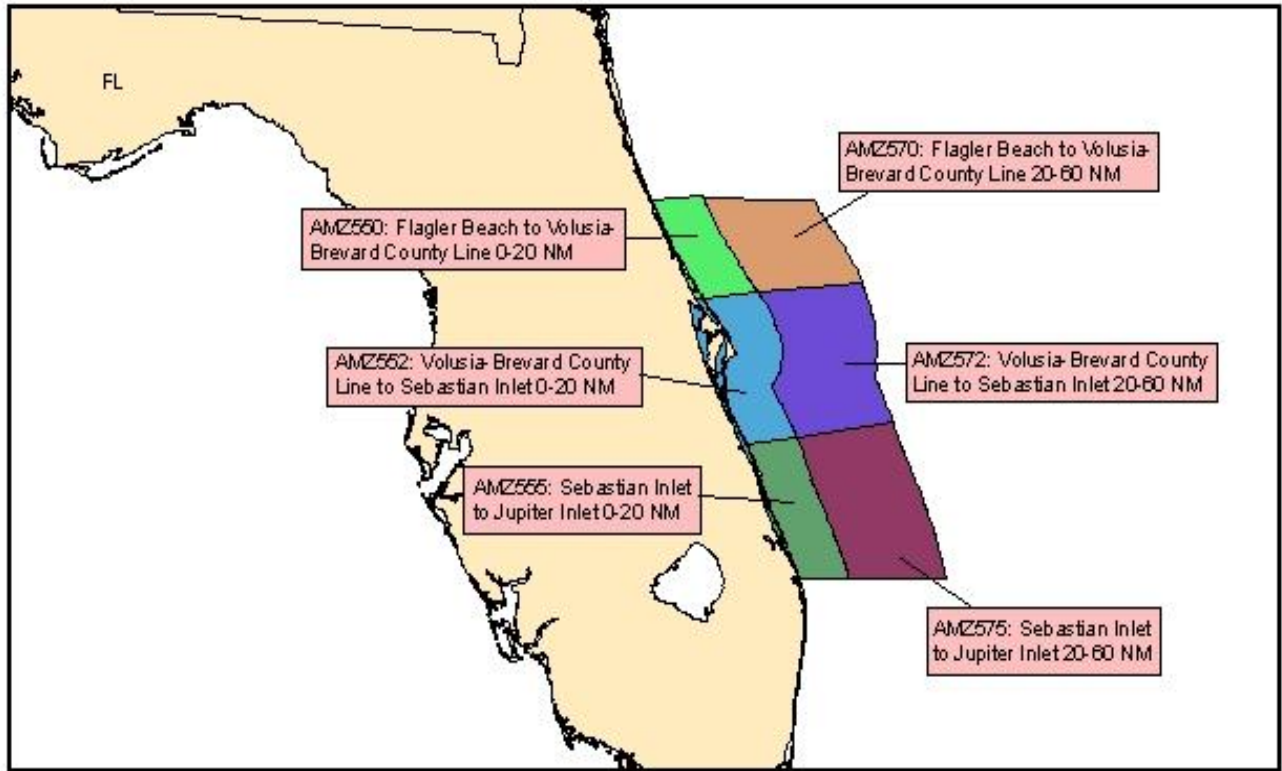 FL
AMZ570: Flagler Beach to Volusia-
Brevard County Line 20-60 NM
AMZ550: Flagler Beach to Volusia-
Brevard County Line 0-20 NM
AMZ552: Volusia-Brevard County
Line to Sebastian Inlet 0-20 NM
AMZ572: Volusia-Brevard County
Line to Sebastian Inlet 20-60 NM
AMZ555: Sebastian Inlet
to Jupiter Inlet 0-20 NM
AMZ575: Sebastian Inlet
to Jupiter Inlet 20-60 NM